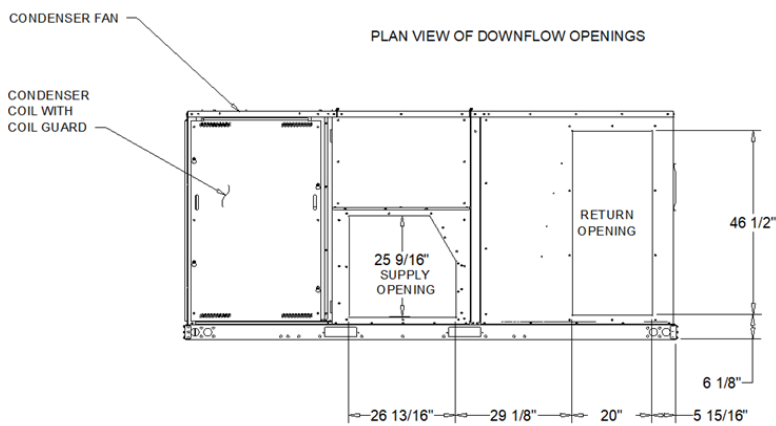 CONDENSER FAN
PLAN VIEW OF DOWNFLOW OPENINGS
CONDENSER
COIL WITH
COIL GUARD
RETURN
OPENING
46 1/2"
25 9/16"
SUPPLY
OPENING
6 1/8"
26 13/16"
29 1/8"
20"
5 15/16"